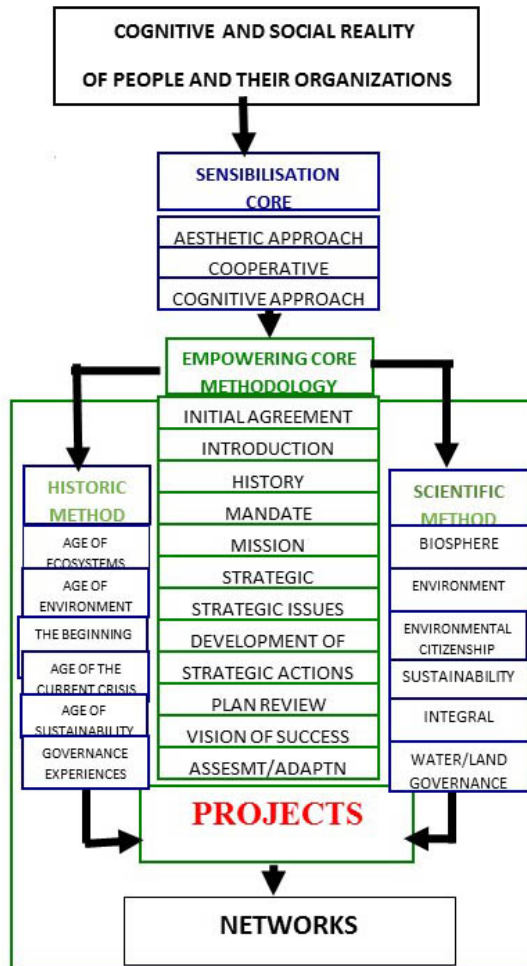 COGNITIVE AND SOCIAL REALITY
OF PEOPLE AND THEIR ORGANIZATIONS
SENSIBILISATION
CORE
AESTHETIC APPROACH
COOPERATIVE
COGNITIVE APPROACH
EMPOWERING CORE
METHODOLOGY
INITIAL AGREEMENT
INTRODUCTION
HISTORY
MANDATE
MISSION
STRATEGIC
STRATEGIC ISSUES
DEVELOPMENT OF
STRATEGIC ACTIONS
PLAN REVIEW
VISION OF SUCCESS
ASSESMT/ADAPTN
HISTORIC
METHOD
AGE OF
ECOSYSTEMS
AGE OF
ENVIRONMENT
THE BEGINNING
AGE OF THE
CURRENT CRISIS
AGE OF
SUSTAINABILITY
GOVERNANCE
EXPERIENCES
SCIENTIFIC
METHOD
BIOSPHERE
ENVIRONMENT
ENVIRONMENTAL
CITIZENSHIP
SUSTAINABILITY
INTEGRAL
WATER/LAND
GOVERNANCE
PROJECTS
NETWORKS